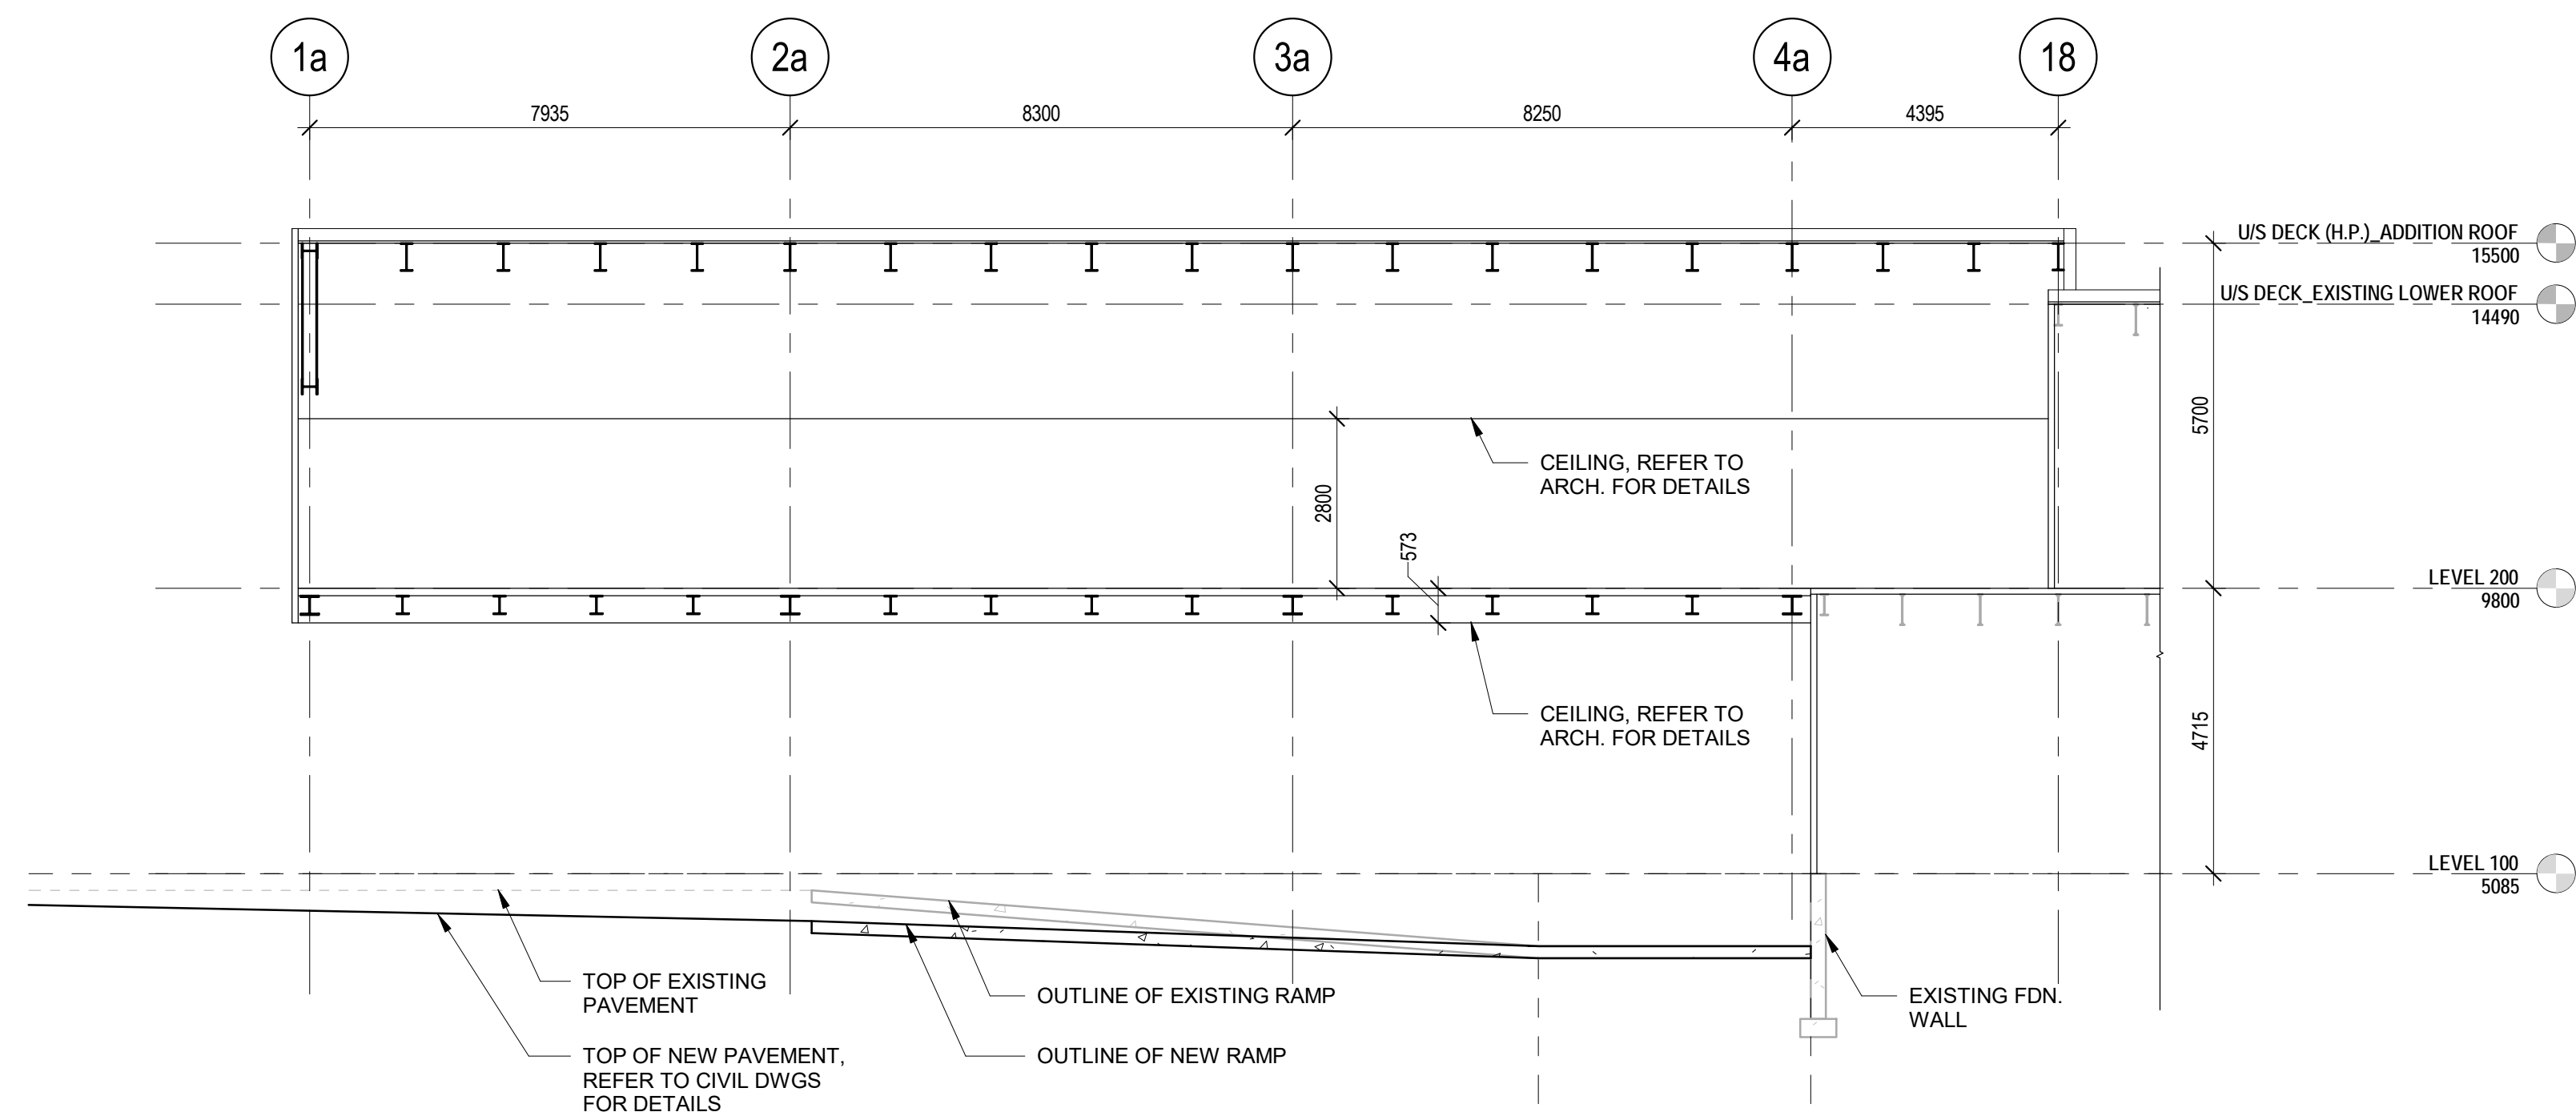 1a
2a
3a
4a
18
7935
8300
8250
4395
U/S DECK (H.P.)_ADDITION ROOF
15500
U/S DECK_EXISTING LOWER ROOF
14490
5700
CEILING, REFER TO
ARCH. FOR DETAILS
2800
573
LEVEL 200
9800
CEILING, REFER TO
ARCH. FOR DETAILS
4715
LEVEL 100
5085
TOP OF EXISTING
PAVEMENT
OUTLINE OF EXISTING RAMP
EXISTING FDN.
WALL
TOP OF NEW PAVEMENT,
REFER TO CIVIL DWGS
FOR DETAILS
OUTLINE OF NEW RAMP